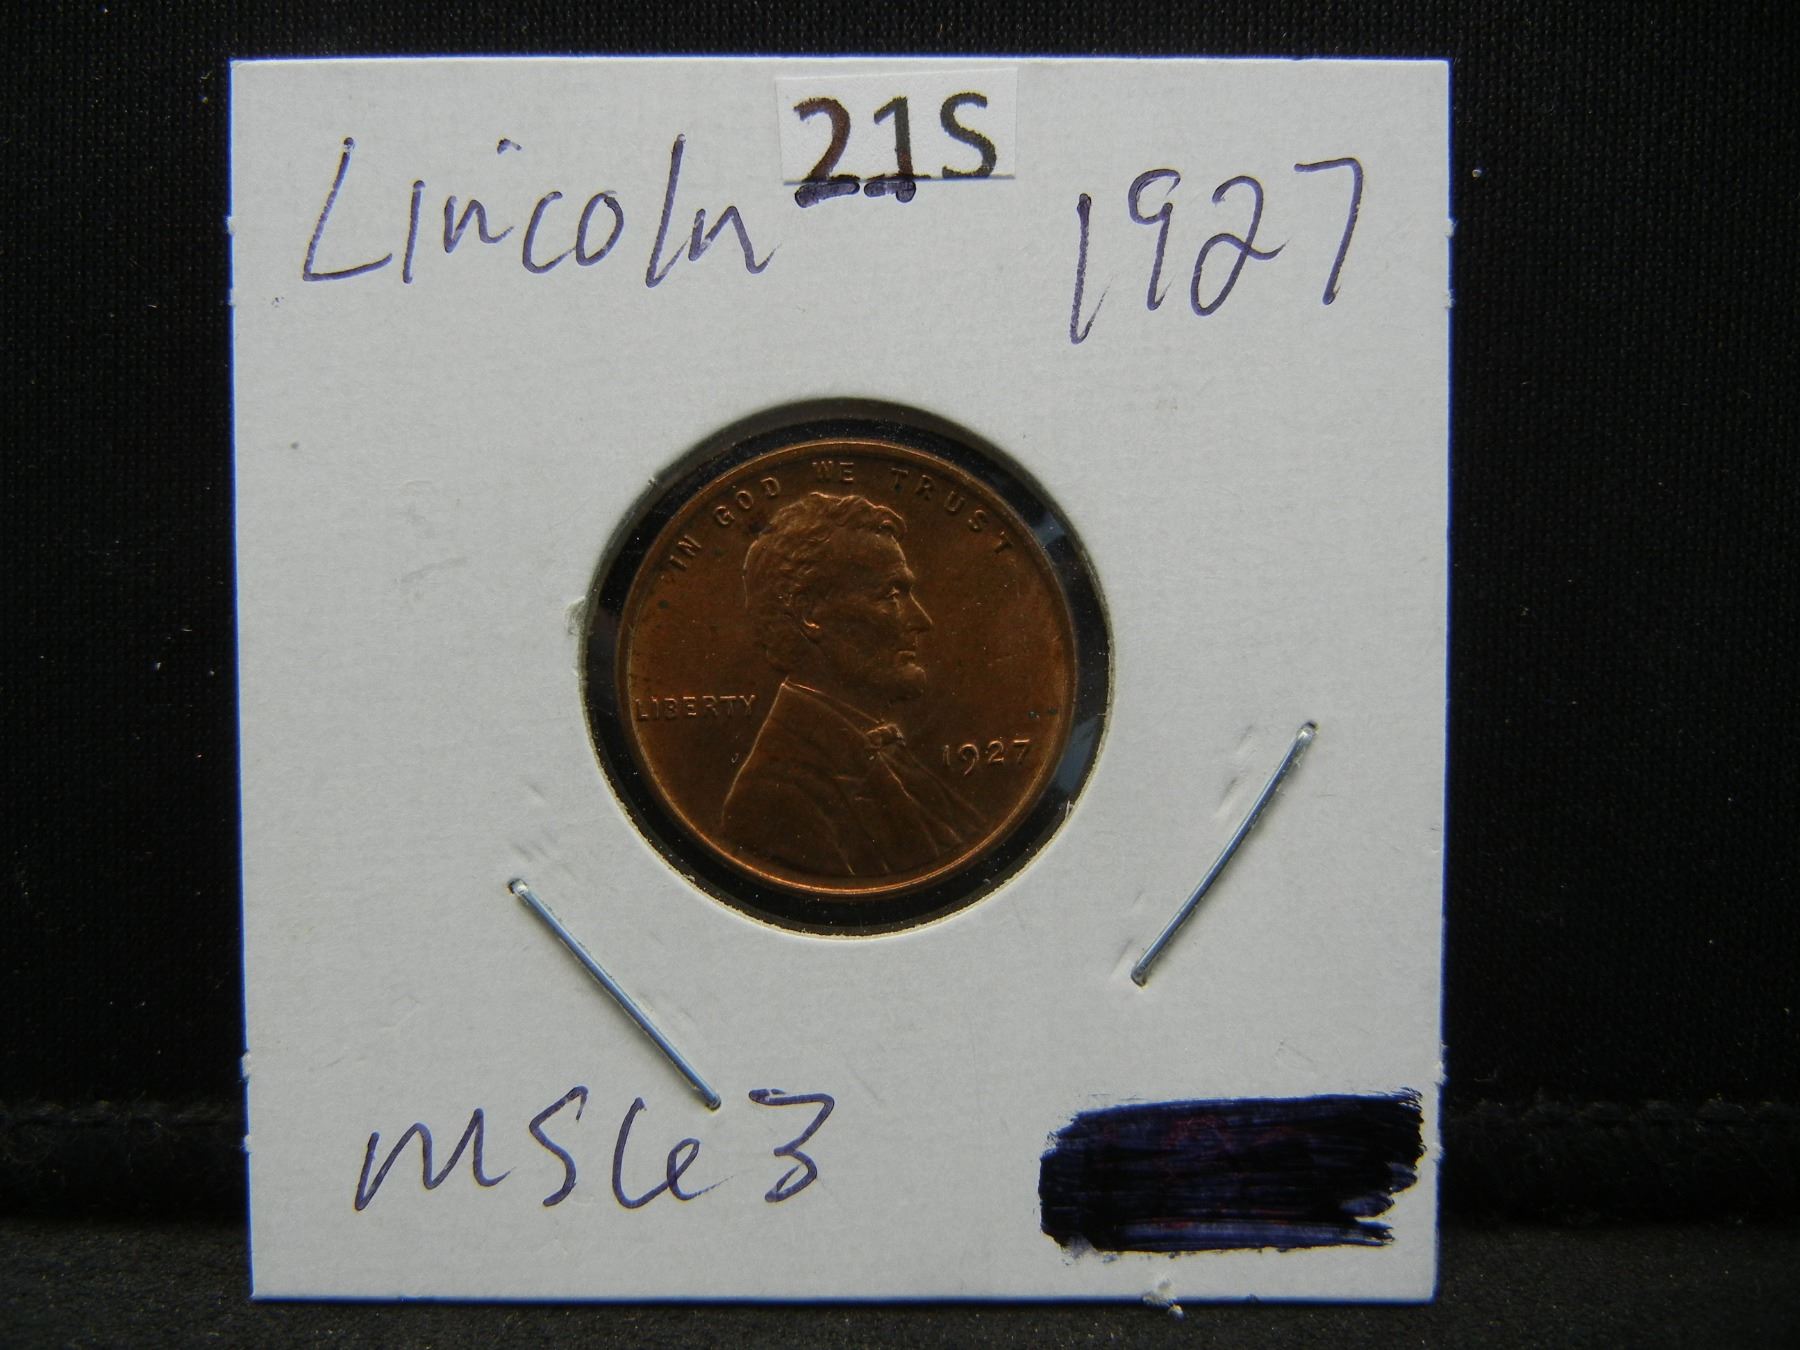 21S
Lincoln 1927
IN GOD WE TRUST
LIBERTY
1927
MS63